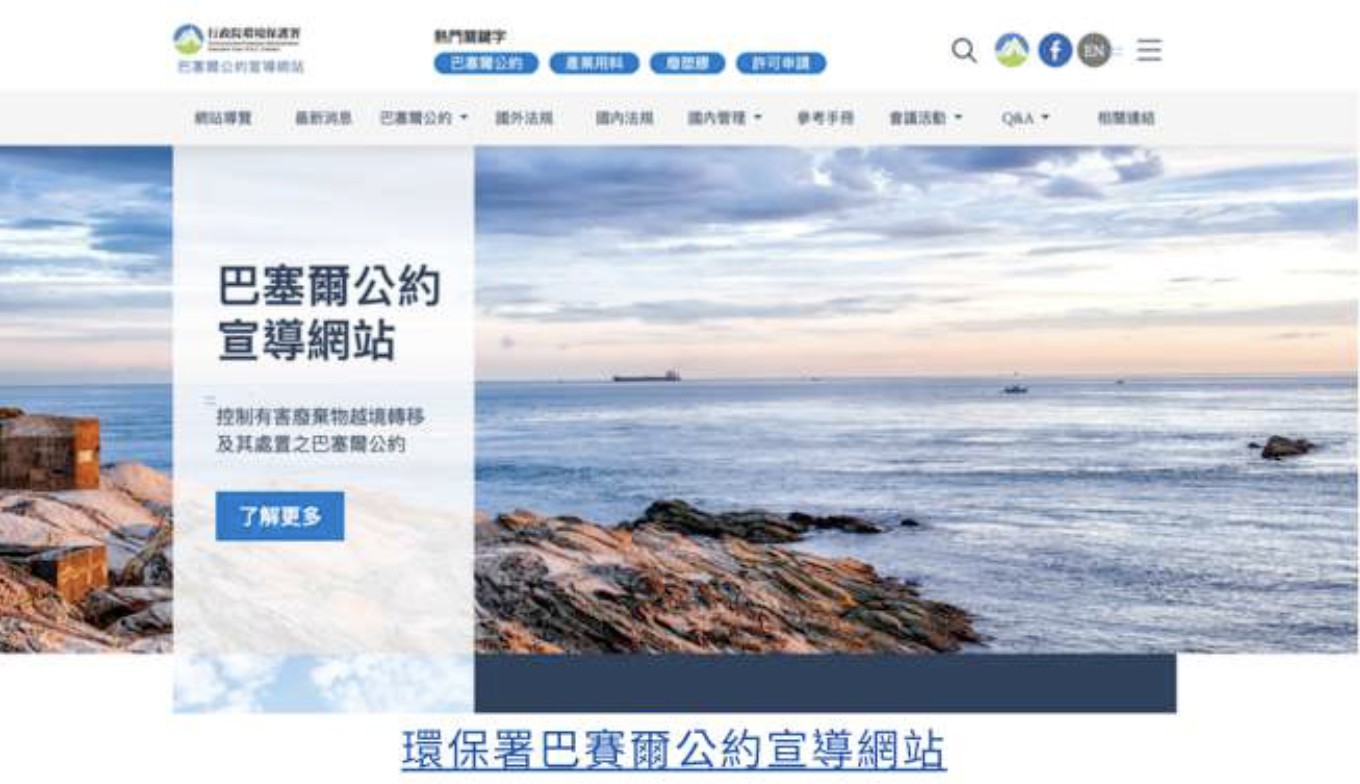 行政院環境保護署
巴塞爾公約宣導網站
熱門關鍵字
巴塞爾公約 產業用料 廢塑膠 許可申請
EN
網站導覽 最新消息 巴塞爾公約 國外法規 國內法規 國內管理 參考手冊 會議活動 Q&A 相關連結
巴塞爾公約
宣導網站
控制有害廢棄物越境轉移
及其處置之巴塞爾公約
了解更多
環保署巴賽爾公約宣導網站